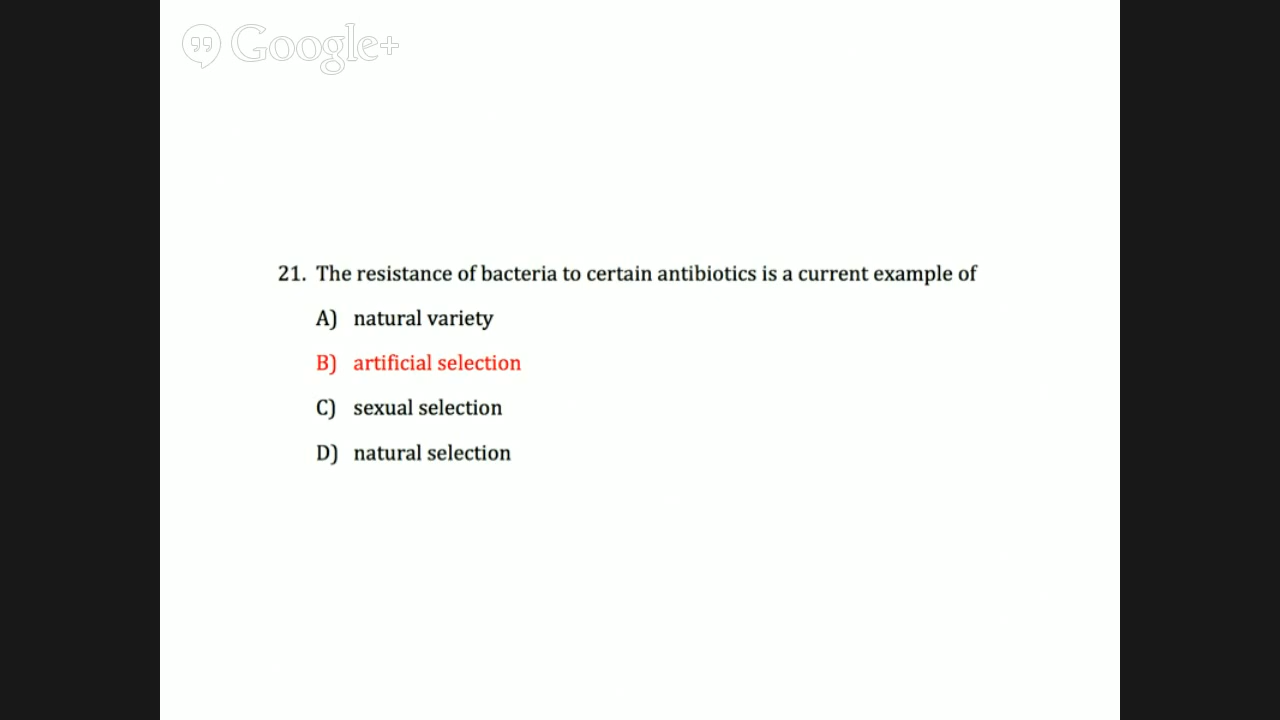 Google+
21. The resistance of bacteria to certain antibiotics is a current example of
A) natural variety
B) artificial selection
C) sexual selection
D) natural selection